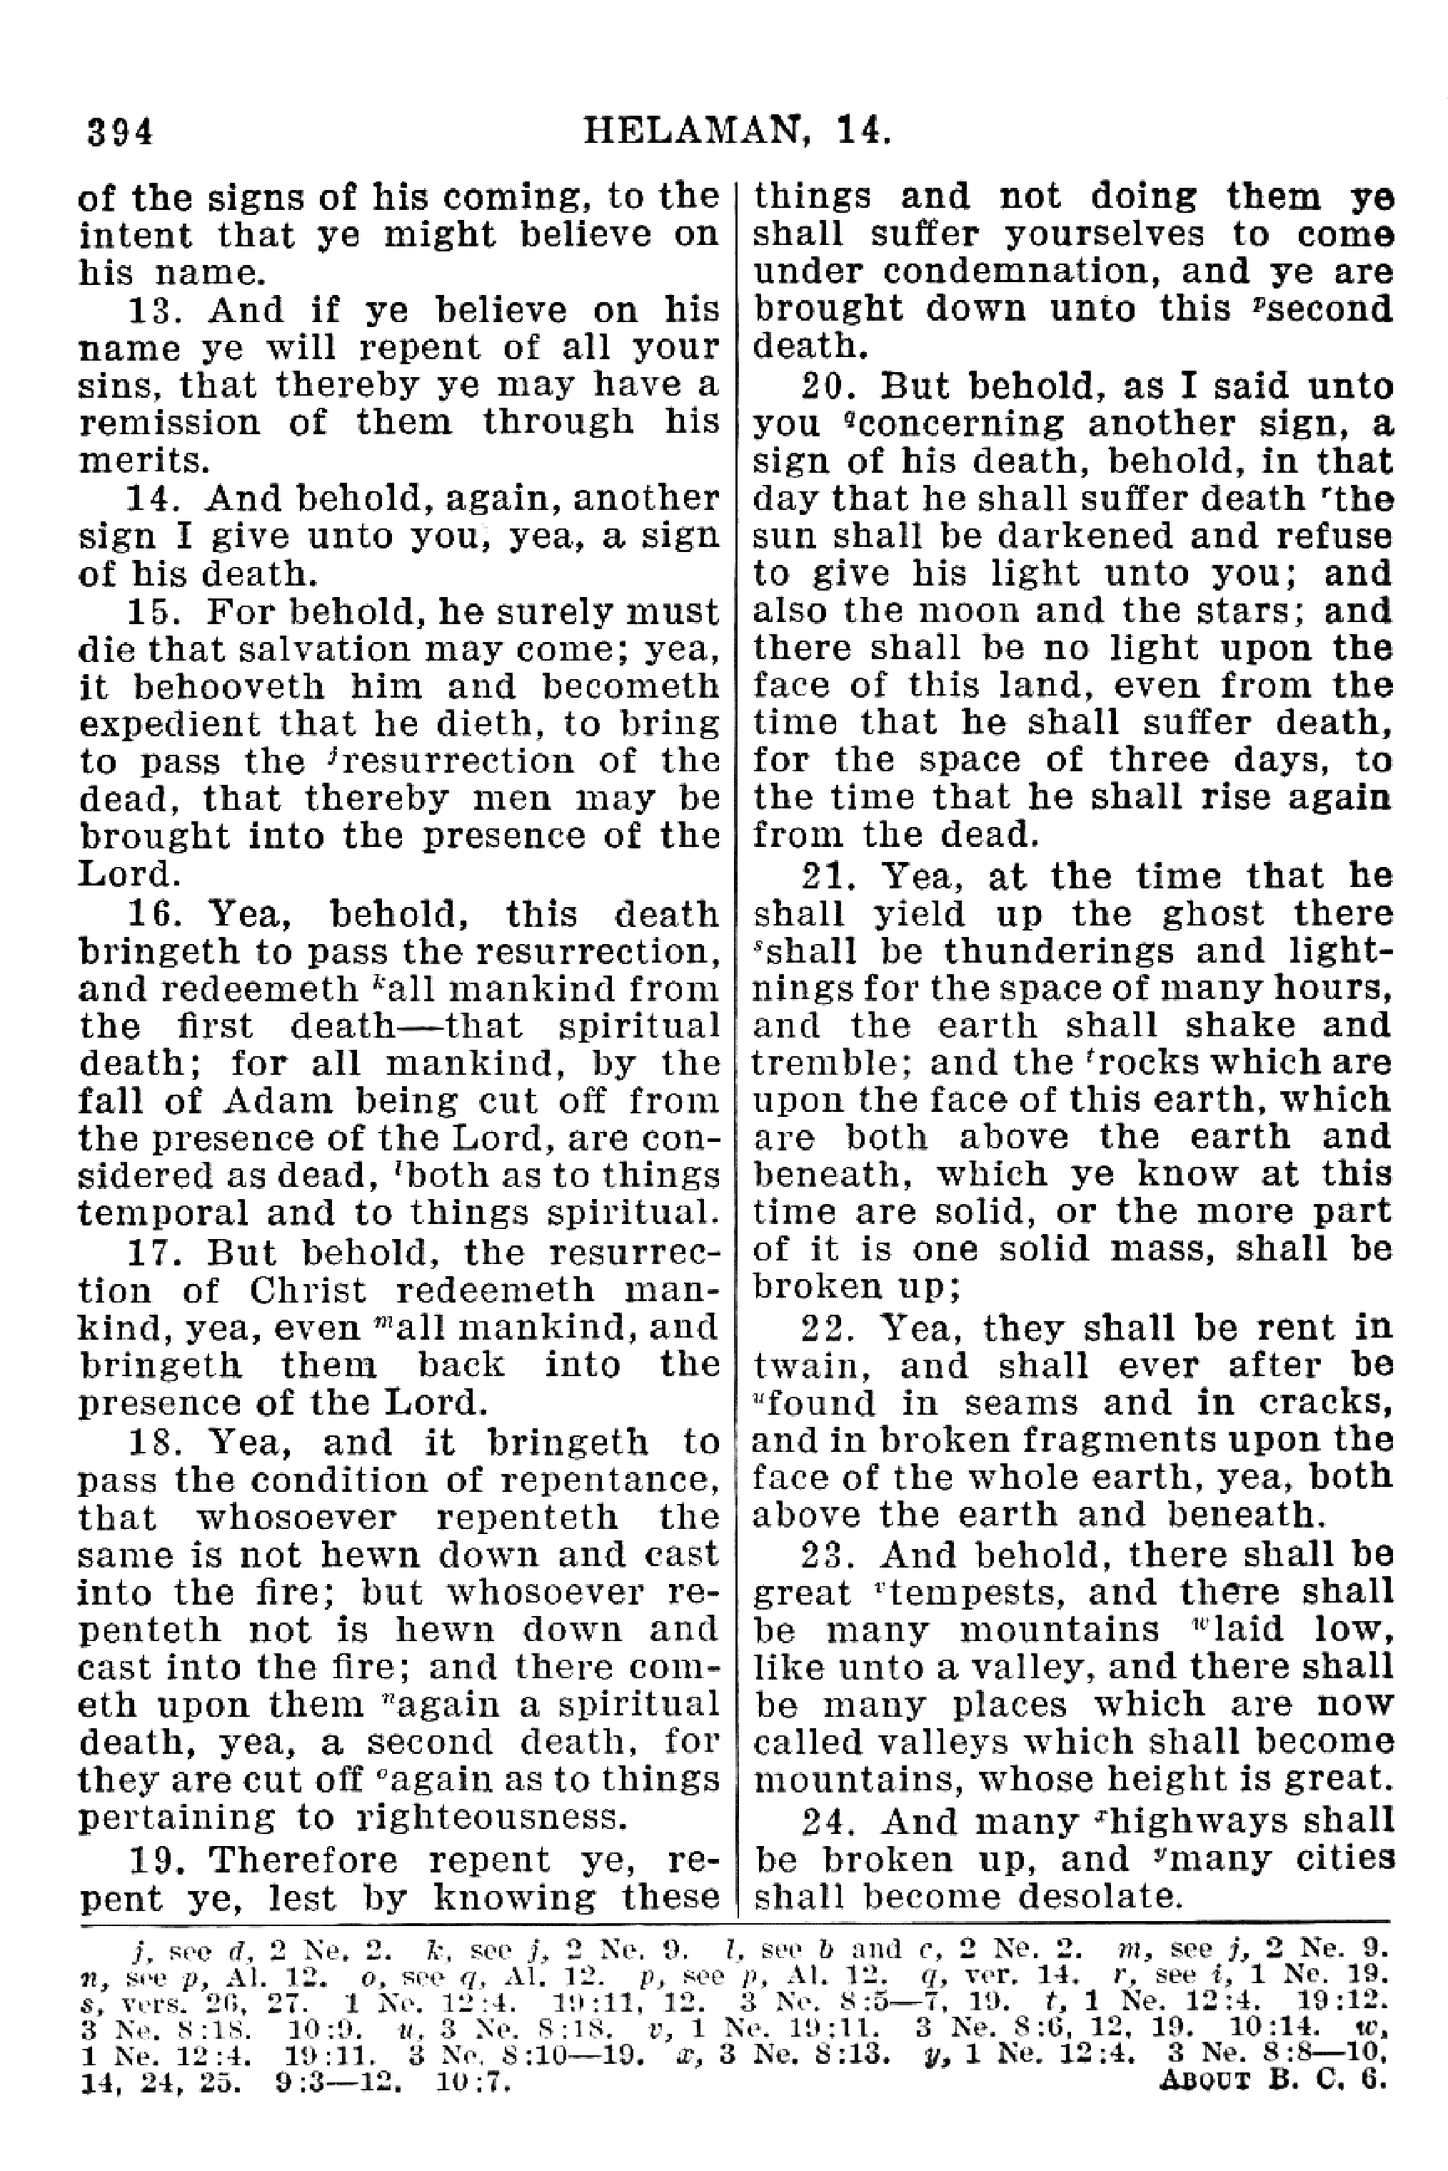 394
HELAMAN, 14.
of the signs of his coming, to the
intent that ye might believe on
his name.
13. And if ye believe on his
name ye will repent of all your
sins, that thereby ye may have a
remission of them through his
merits.
14. And behold, again, another
sign I give unto you, yea, a sign
of his death.
15. For behold, he surely must
die that salvation may come; yea,
it behooveth him and becometh
expedient that he dieth, to bring
to pass the jresurrection of the
dead, that thereby men may be
brought into the presence of the
Lord.
16. Yea, behold, this death
bringeth to pass the resurrection,
and redeemeth kall mankind from
the first death—that spiritual
death; for all mankind, by the
fall of Adam being cut off from
the presence of the Lord, are con-
sidered as dead, lboth as to things
temporal and to things spiritual.
17. But behold, the resurrec-
tion of Christ redeemeth man-
kind, yea, even mall mankind, and
bringeth them back into the
presence of the Lord.
18. Yea, and it bringeth to
pass the condition of repentance,
that whosoever repenteth the
same is not hewn down and cast
into the fire; but whosoever re-
penteth not is hewn down and
cast into the fire; and there com-
eth upon them nagain a spiritual
death, yea, a second death, for
they are cut off oagain as to things
pertaining to righteousness.
19. Therefore repent ye, re-
pent ye, lest by knowing these
things and not doing them ye
shall suffer yourselves to come
under condemnation, and ye are
brought down unto this psecond
death.
20. But behold, as I said unto
you qconcerning another sign, a
sign of his death, behold, in that
day that he shall suffer death rthe
sun shall be darkened and refuse
to give his light unto you; and
also the moon and the stars; and
there shall be no light upon the
face of this land, even from the
time that he shall suffer death,
for the space of three days, to
the time that he shall rise again
from the dead.
21. Yea, at the time that he
shall yield up the ghost there
sshall be thunderings and light-
nings for the space of many hours,
and the earth shall shake and
tremble; and the trocks which are
upon the face of this earth, which
are both above the earth and
beneath, which ye know at this
time are solid, or the more part
of it is one solid mass, shall be
broken up;
22. Yea, they shall be rent in
twain, and shall ever after be
ufound in seams and in cracks,
and in broken fragments upon the
face of the whole earth, yea, both
above the earth and beneath.
23. And behold, there shall be
great vtempests, and there shall
be many mountains wlaid low,
like unto a valley, and there shall
be many places which are now
called valleys which shall become
mountains, whose height is great.
24. And many xhighways shall
be broken up, and ymany cities
shall become desolate.
j, see d, 2 Ne. 2. k, see j, 2 Ne. 9. l, see b and c, 2 Ne. 2. m, see j, 2 Ne. 9.
n, see p, Al. 12. o, see q, Al. 12. p, see p, Al. 12. q, ver. 14. r, see i, 1 Ne. 19.
s, vers. 26, 27. 1 Ne. 12:4. 19:11, 12. 3 Ne. 8:5—7, 19. t, 1 Ne. 12:4. 19:12.
3 Ne. 8:18. 10:9. u, 3 Ne. 8:18. v, 1 Ne. 19:11. 3 Ne. 8:6, 12, 19. 10:14. w,
1 Ne. 12:4. 19:11. 3 Ne. 8:10—19. x, 3 Ne. 8:13. y, 1 Ne. 12:4. 3 Ne. 8:8—10,
14, 24, 25. 9:3—12. 10:7. ABOUT B. C. 6.